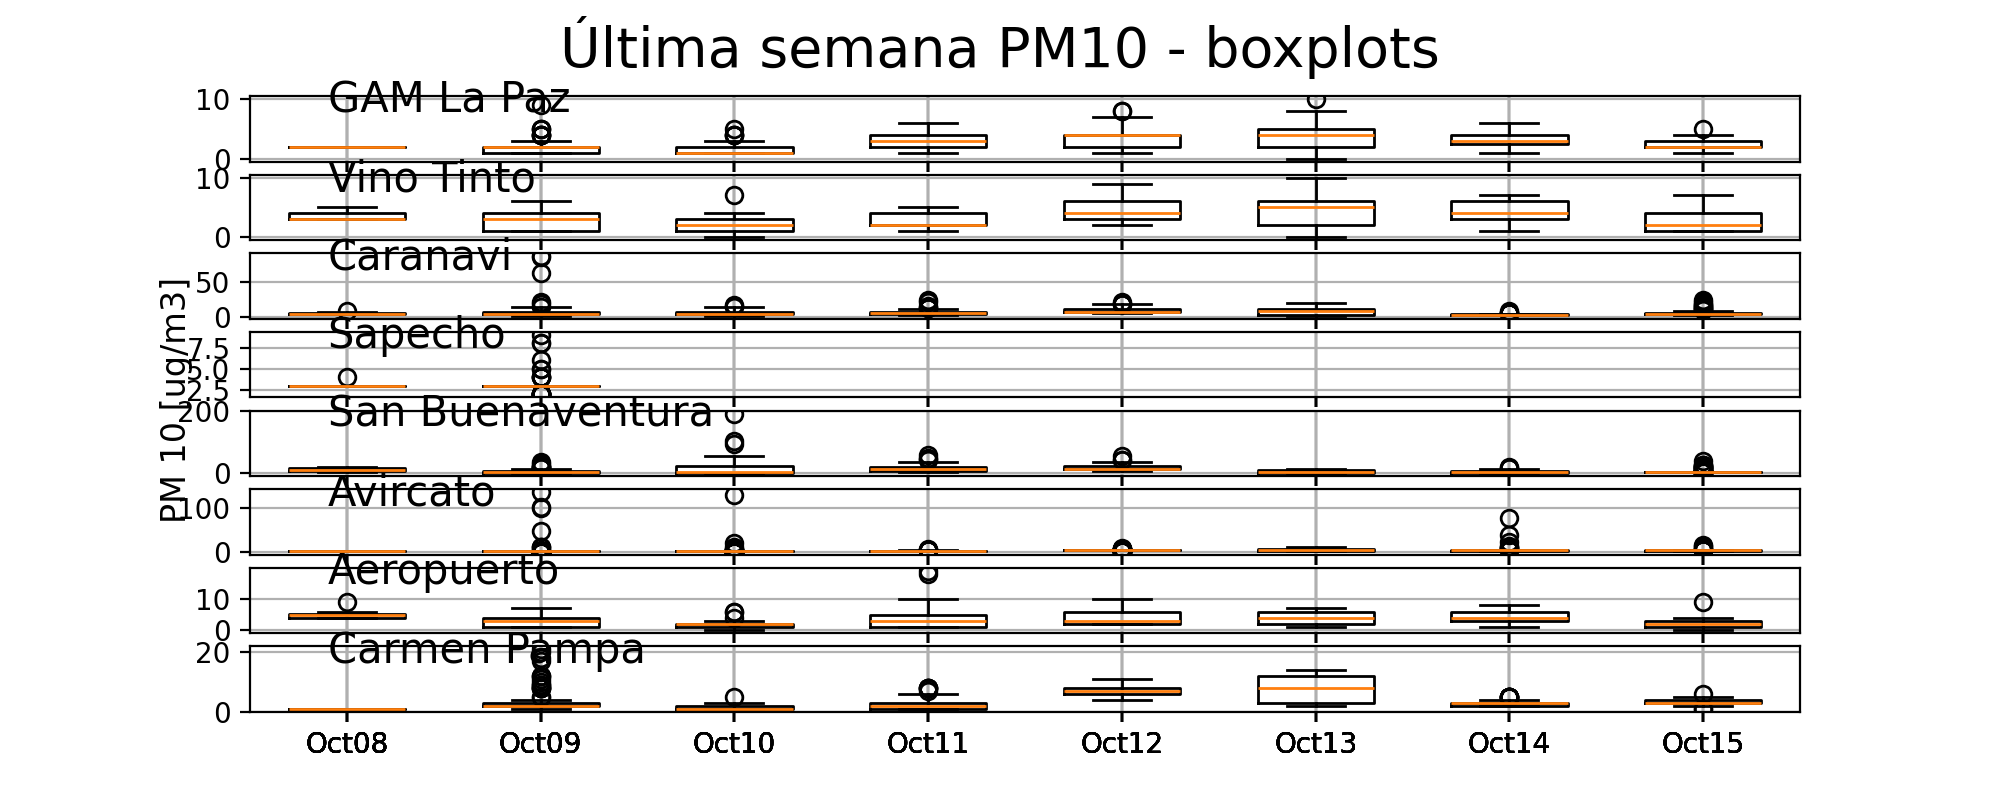 Última semana PM10 - boxplots
PM 10 [ug/m3]
GAM La Paz
10
0
Vino Tinto
10
0
Caranavi
50
0
Sapecho
7.5
5.0
2.5
San Buenaventura
200
0
Avircato
100
0
Aeropuerto
10
0
Carmen Pampa
20
0
Oct08 Oct09 Oct10 Oct11 Oct12 Oct13 Oct14 Oct15